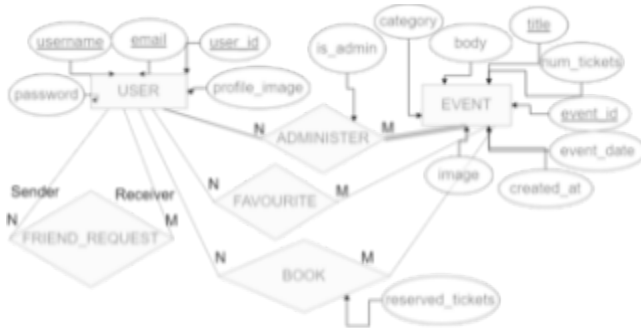 category
title
username
email
user_id
is_admin
body
num_tickets
password
USER
profile_image
EVENT
event_id
N
ADMINISTER
M
event_date
image
Sender
Receiver
N
FAVOURITE
M
created_at
N
M
FRIEND_REQUEST
N
M
BOOK
reserved_tickets